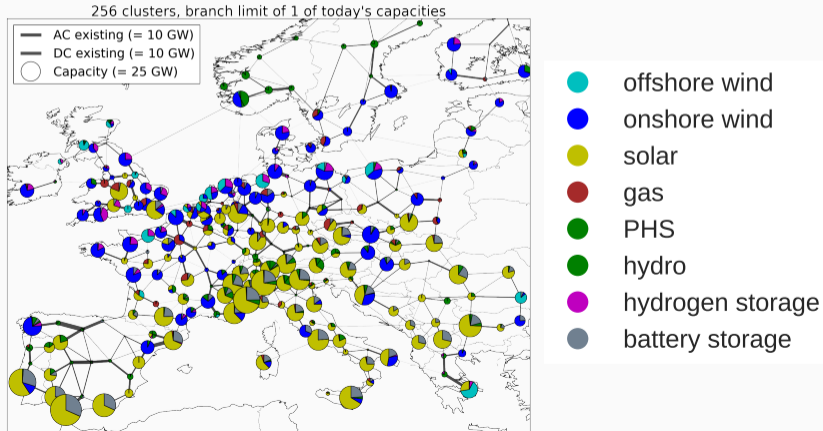 256 clusters, branch limit of 1 of today's capacities
AC existing (= 10 GW)
DC existing (= 10 GW)
Capacity (= 25 GW)
offshore wind
onshore wind
solar
gas
PHS
hydro
hydrogen storage
battery storage